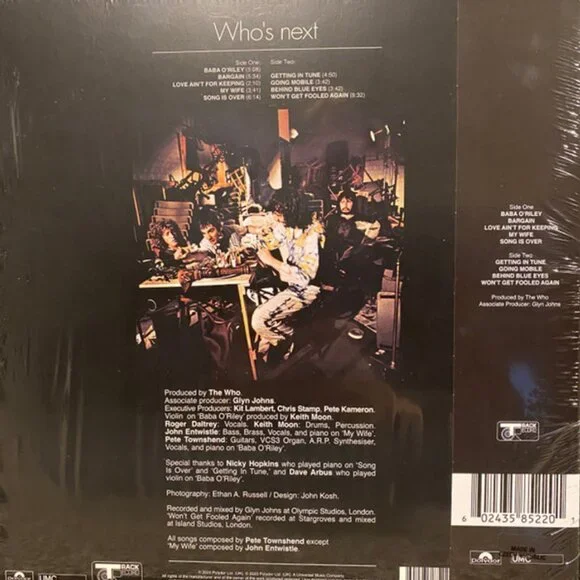 Who's next
Side One:
BABA O'RILEY (5:08)
BARGAIN (5:34)
LOVE AIN'T FOR KEEPING (2:10)
MY WIFE (3:41)
SONG IS OVER (6:14)
Side Two:
GETTING IN TUNE (4:50)
GOING MOBILE (3:42)
BEHIND BLUE EYES (3:42)
WON'T GET FOOLED AGAIN (8:32)
Produced by The Who.
Associate producer: Glyn Johns.
Executive Producers: Kit Lambert, Chris Stamp, Pete Kameron.
Violin on 'Baba O'Riley' produced by Keith Moon.
Roger Daltrey: Vocals. Keith Moon: Drums, Percussion.
John Entwistle: Bass, Brass, Vocals, and piano on 'My Wife'.
Pete Townshend: Guitars, VCS3 Organ, A.R.P. Synthesiser,
Vocals, and piano on 'Baba O'Riley'.
Special thanks to Nicky Hopkins who played piano on 'Song
Is Over' and 'Getting in Tune,' and Dave Arbus who played
violin on 'Baba O'Riley'.
Photography: Ethan A. Russell / Design: John Kosh.
Recorded and mixed by Glyn Johns at Olympic Studios, London.
'Won't Get Fooled Again' recorded at Stargroves and mixed
at Island Studios, London.
All songs composed by Pete Townshend except
'My Wife' composed by John Entwistle.
TRACK
RECORD
UMC
Side One
BABA O'RILEY
BARGAIN
LOVE AIN'T FOR KEEPING
MY WIFE
SONG IS OVER
Side Two
GETTING IN TUNE
GOING MOBILE
BEHIND BLUE EYES
WON'T GET FOOLED AGAIN
Produced by The Who
Associate Producer: Glyn Johns
TRACK
RECORD
6 02435 85220 1
MADE IN
polydor
UMC